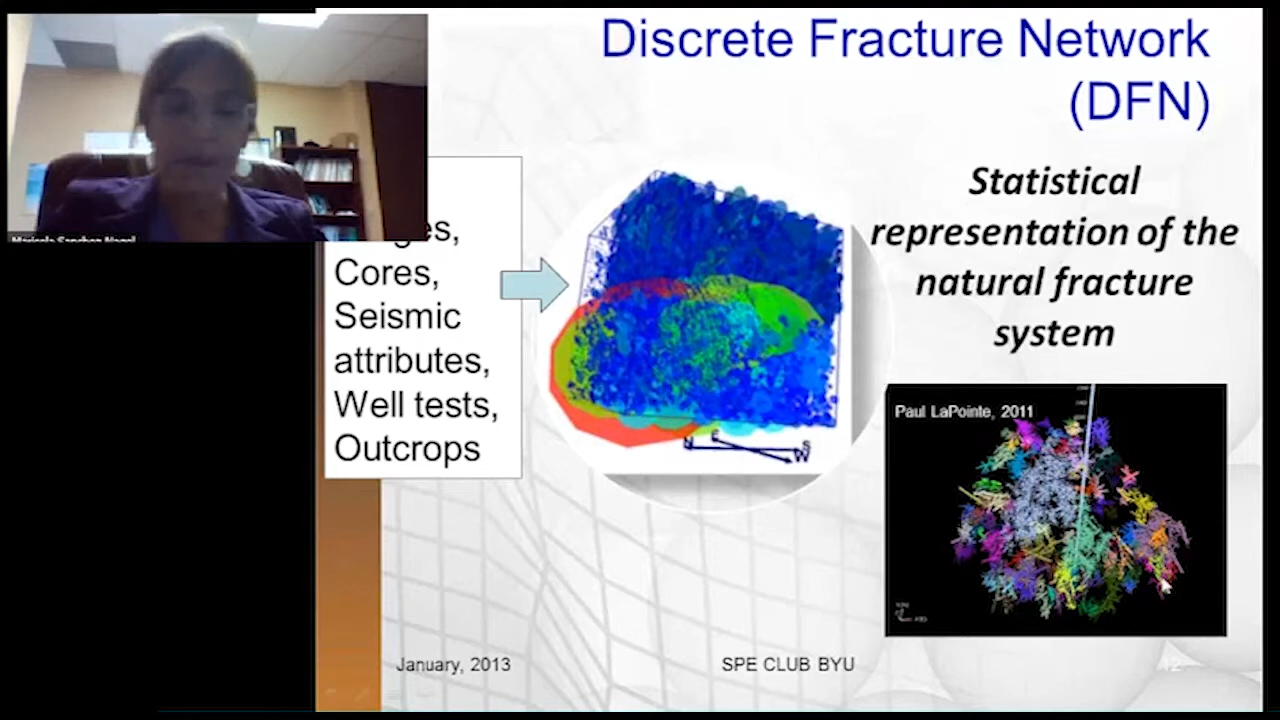 Discrete Fracture Network
(DFN)
Cores,
Seismic
attributes,
Well tests,
Outcrops
Statistical
representation of the
natural fracture
system
Paul LaPointe, 2011
S
W
January, 2013
SPE CLUB BYU
12